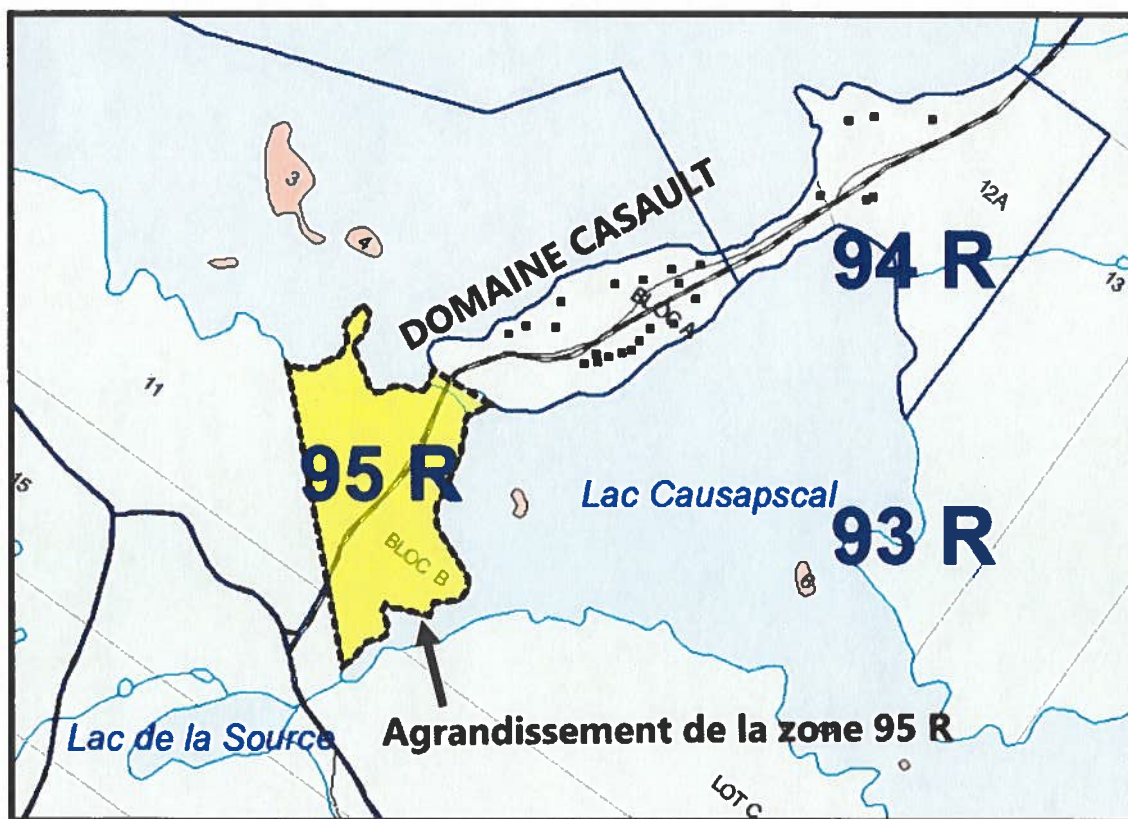 3
4
DOMAINE CASAULT
12A
94 R
13
BLOC A
11
95 R
15
Lac Causapscal
93 R
BLOC B
6
Lac de la Source
Agrandissement de la zone 95 R
LOT C